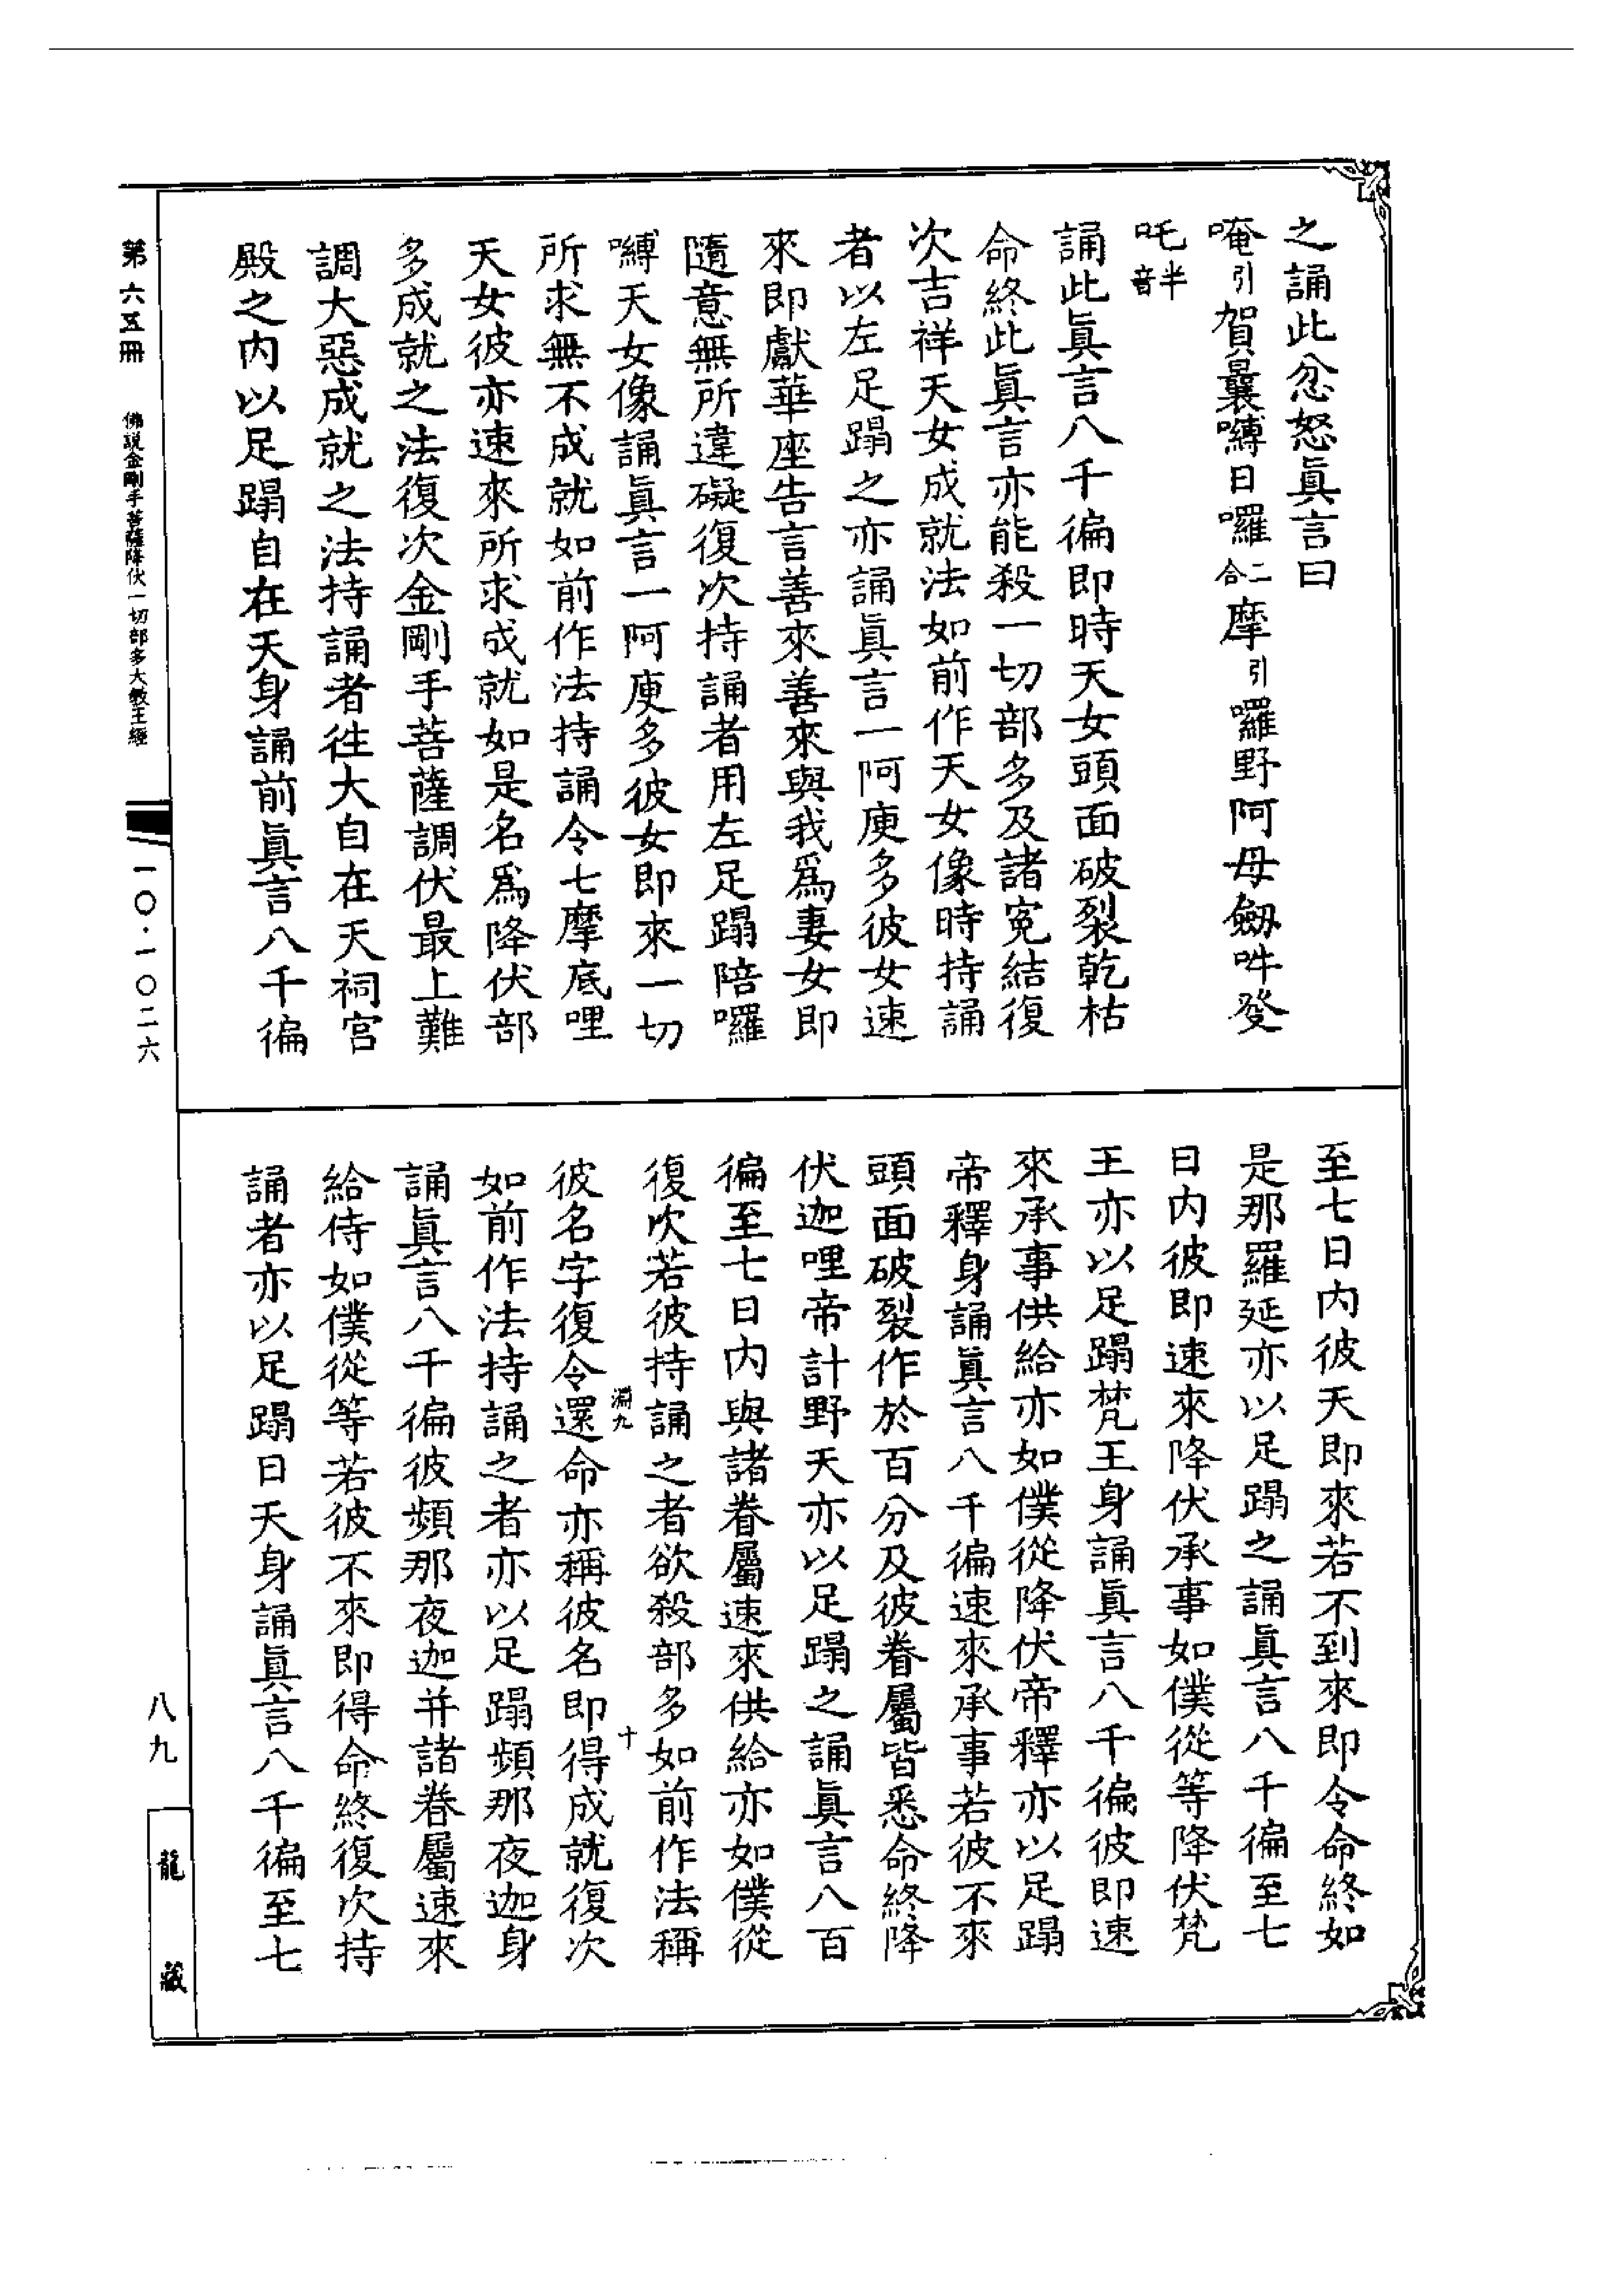 之誦此忿怒眞言曰
唵引賀曩嚩日囉二合摩引囉野阿母劔吽癹
吒半音
誦此眞言八千徧即時天女頭面破裂乾枯
命終此眞言亦能殺一切部多及諸寃結復
次吉祥天女成就法如前作天女像時持誦
者以左足蹋之亦誦眞言一阿庾多彼女速
來即獻華座告言善來善來與我爲妻女即
隨意無所違礙復次持誦者用左足蹋陪囉
嚩天女像誦眞言一阿庾多彼女即來一切
所求無不成就如前作法持誦令七摩底哩
天女彼亦速來所求成就如是名爲降伏部
多成就之法復次金剛手菩薩調伏最上難
調大惡成就之法持誦者徃大自在天祠宮
殿之內以足蹋自在天身誦前眞言八千徧
至七日內彼天即來若不到來即令命終如
是那羅延亦以足蹋之誦眞言八千徧至七
日內彼即速來降伏承事如僕從等降伏梵
王亦以足蹋梵王身誦眞言八千徧彼即速
來承事供給亦如僕從降伏帝釋亦以足蹋
帝釋身誦眞言八千徧速來承事若彼不來
頭面破裂作於百分及彼眷屬皆悉命終降
伏迦哩帝計野天亦以足蹋之誦眞言八百
徧至七日內與諸眷屬速來供給亦如僕從
復次若彼持誦之者欲殺部多如前作法稱
淵九 十
彼名字復令還命亦稱彼名即得成就復次
如前作法持誦之者亦以足蹋頻那夜迦身
誦眞言八千徧彼頻那夜迦并諸眷屬速來
給侍如僕從等若彼不來即得命終復次持
誦者亦以足蹋日天身誦眞言八千徧至七
第六五冊 佛說金剛手菩薩降伏一切部多大教王經 一〇·一〇二六
八九
龍藏